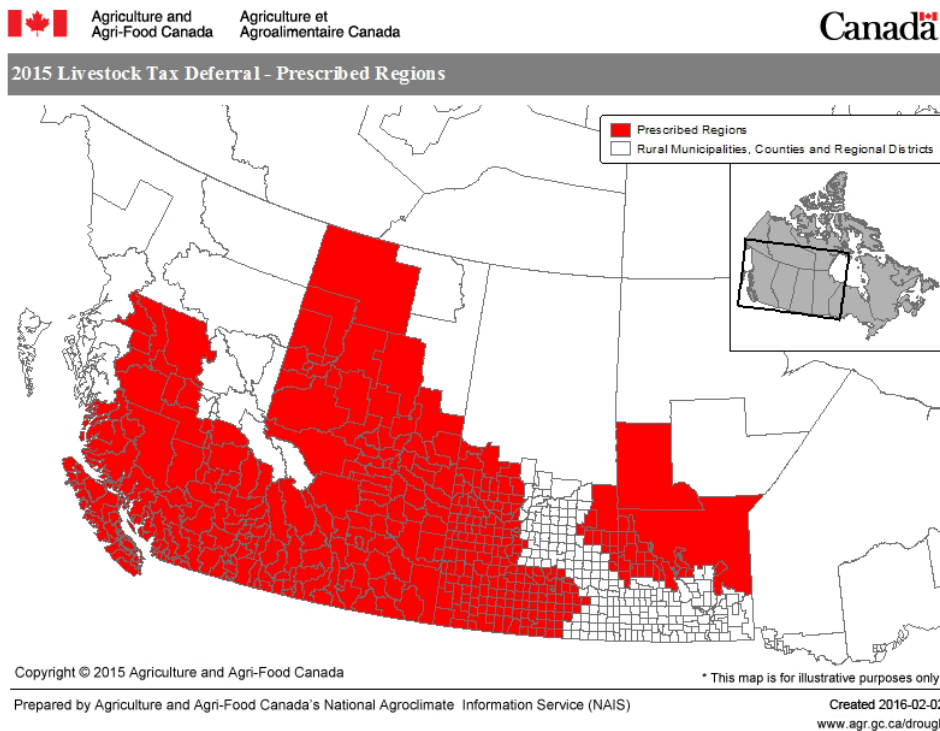 Agriculture and Agriculture et
Agri-Food Canada Agroalimentaire Canada
Canada
2015 Livestock Tax Deferral - Prescribed Regions
Prescribed Regions
Rural Municipalities, Counties and Regional Districts
Copyright © 2015 Agriculture and Agri-Food Canada
* This map is for illustrative purposes only
Prepared by Agriculture and Agri-Food Canada's National Agroclimate Information Service (NAIS)
Created 2016-02-02
www.agr.gc.ca/drough